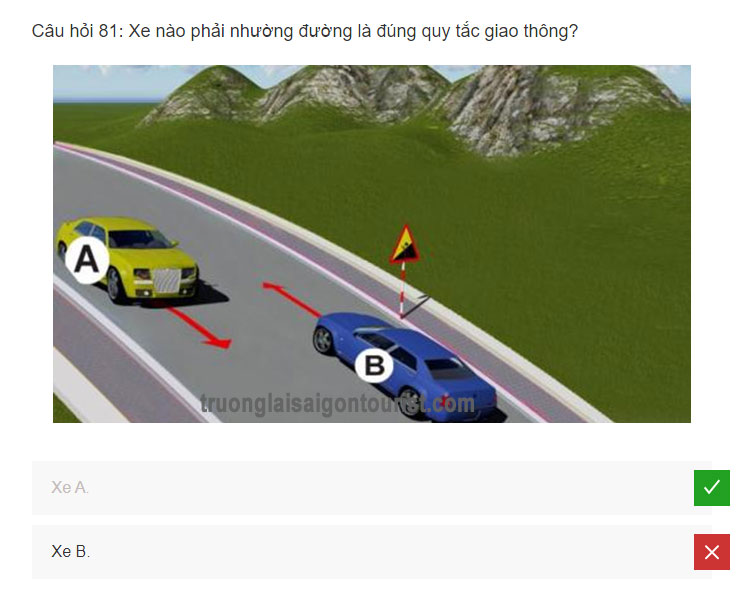 Câu hỏi 81: Xe nào phải nhường đường là đúng quy tắc giao thông?
A
B
truonglaisaigontourist.com
Xe A.
Xe B.